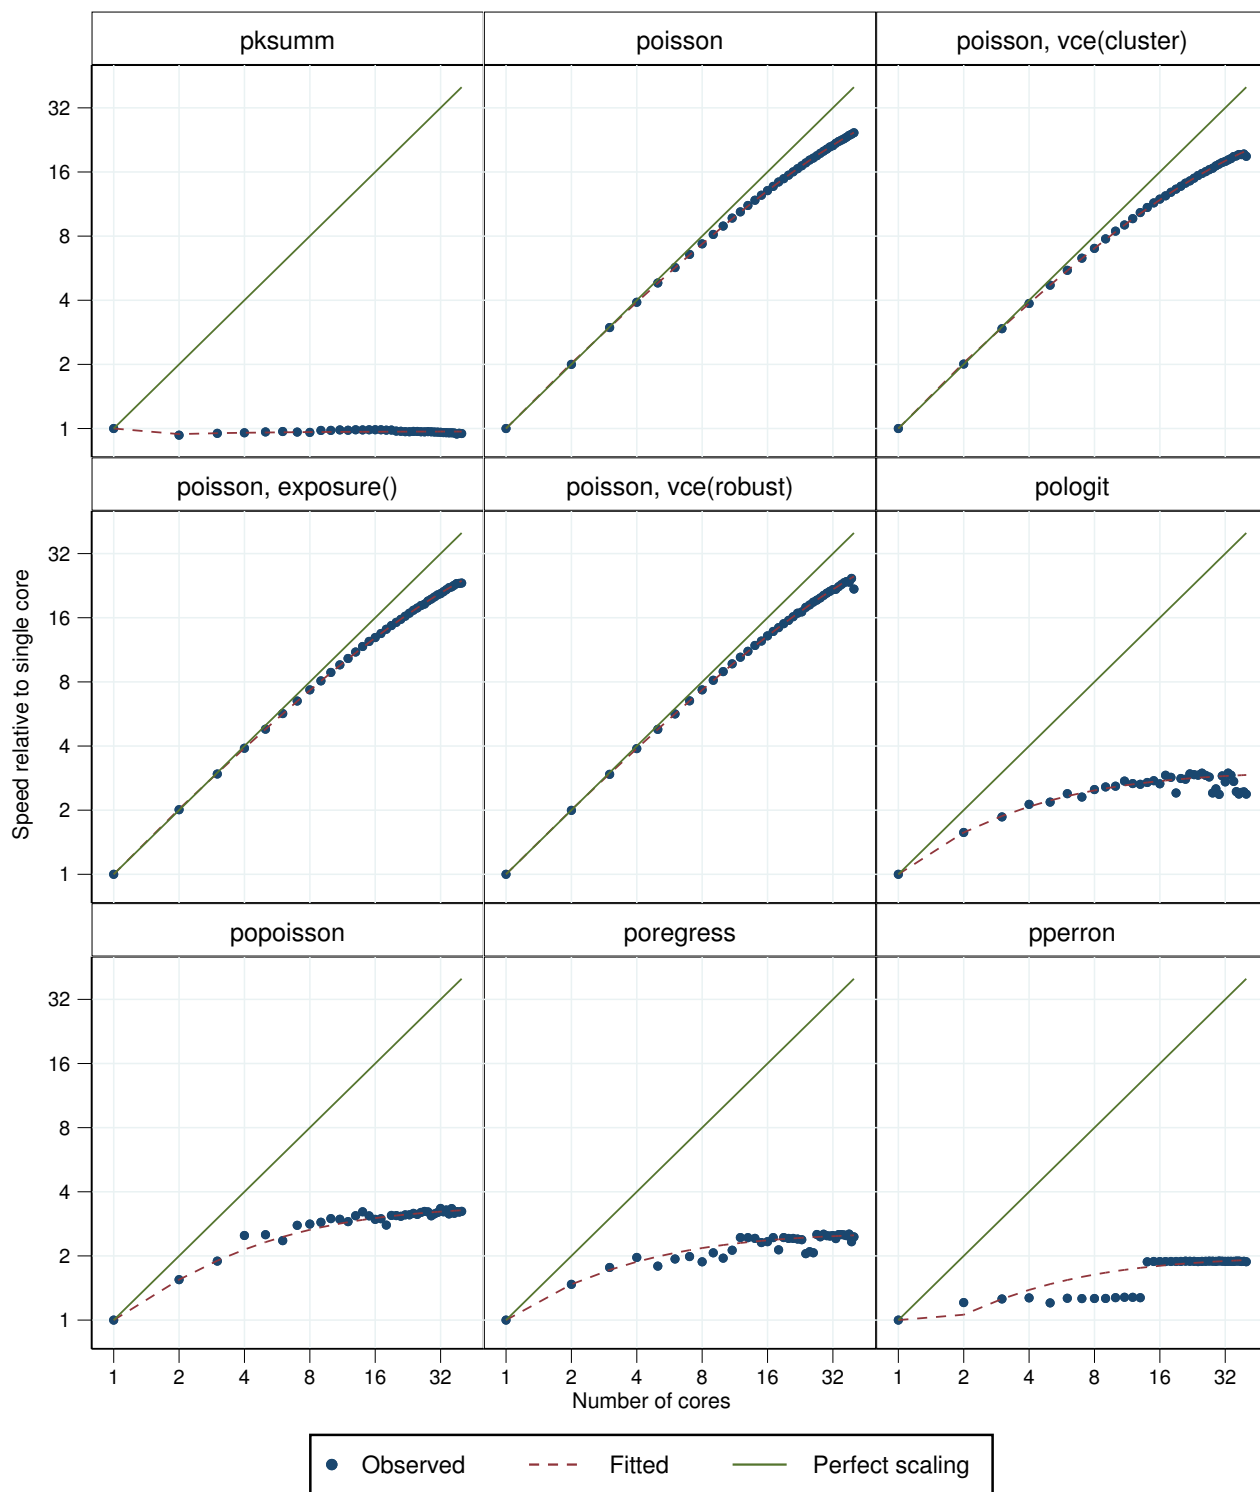 pksumm
poisson
poisson, vce(cluster)
32
16
8
4
2
1
poisson, exposure()
poisson, vce(robust)
pologit
32
16
8
4
2
1
Speed relative to single core
popoisson
poregress
pperron
32
16
8
4
2
1
1 2 4 8 16 32 1 2 4 8 16 32 1 2 4 8 16 32
Number of cores
Observed Fitted Perfect scaling